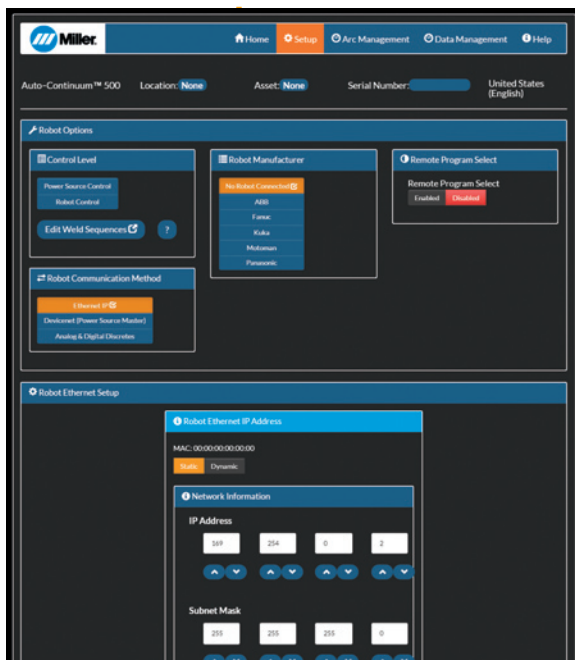 Miller.
Home Setup Arc Management Data Management Help
Auto-Continuum™ 500 Location: None Asset: None Serial Number: United States (English)
Robot Options
Control Level
Power Source Control
Robot Control
Edit Weld Sequences ?
Robot Manufacturer
No Robot Connected
ABB
Fanuc
Kuka
Motoman
Panasonic
Remote Program Select
Remote Program Select
Enabled Disabled
Robot Communication Method
Ethernet IP
Devicenet (Power Source Master)
Analog & Digital Discretes
Robot Ethernet Setup
Robot Ethernet IP Address
MAC: 00:00:00:00:00:00
Static Dynamic
Network Information
IP Address
169 254 0 2
Subnet Mask
255 255 255 0